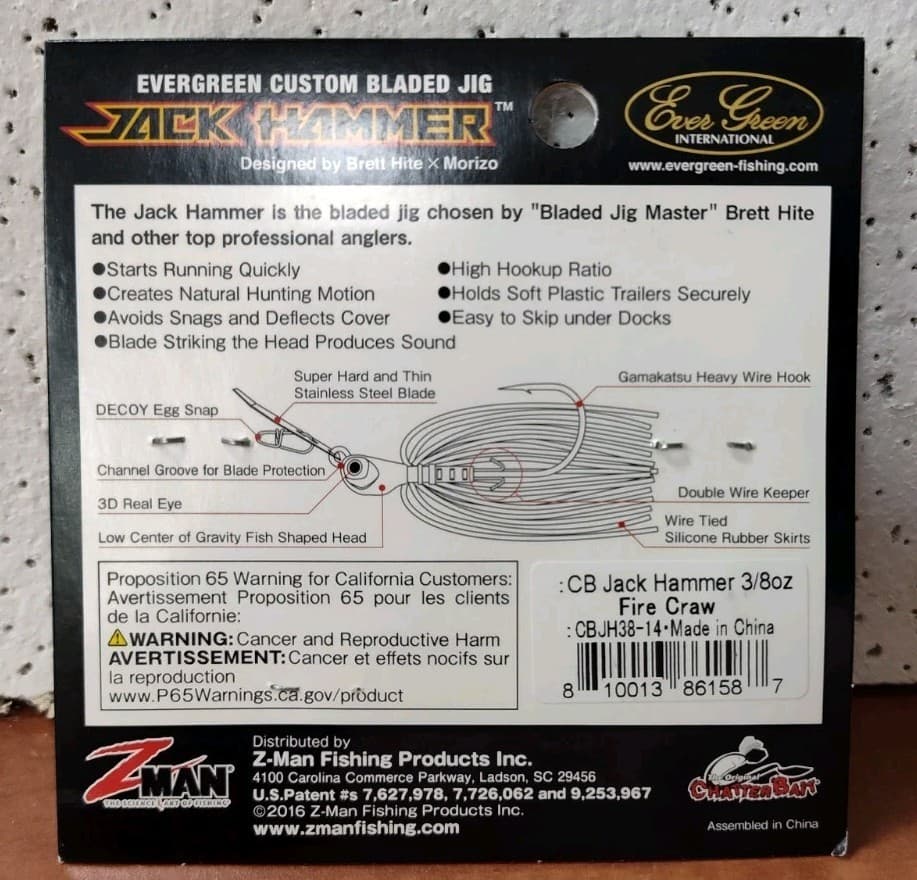 EVERGREEN CUSTOM BLADED JIG
JACK HAMMER™
Designed by Brett Hite × Morizo
Ever Green
INTERNATIONAL
www.evergreen-fishing.com
The Jack Hammer is the bladed jig chosen by "Bladed Jig Master" Brett Hite
and other top professional anglers.
●Starts Running Quickly
●Creates Natural Hunting Motion
●Avoids Snags and Deflects Cover
●Blade Striking the Head Produces Sound
●High Hookup Ratio
●Holds Soft Plastic Trailers Securely
●Easy to Skip under Docks
Super Hard and Thin
Stainless Steel Blade
Gamakatsu Heavy Wire Hook
DECOY Egg Snap
Channel Groove for Blade Protection
3D Real Eye
Low Center of Gravity Fish Shaped Head
Double Wire Keeper
Wire Tied
Silicone Rubber Skirts
Proposition 65 Warning for California Customers:
Avertissement Proposition 65 pour les clients
de la Californie:
⚠WARNING: Cancer and Reproductive Harm
AVERTISSEMENT: Cancer et effets nocifs sur
la reproduction
www.P65Warnings.ca.gov/product
:CB Jack Hammer 3/8oz
Fire Craw
:CBJH38-14•Made in China
8 10013 86158 7
ZMAN
THE SCIENCE & ART OF FISHING
Distributed by
Z-Man Fishing Products Inc.
4100 Carolina Commerce Parkway, Ladson, SC 29456
U.S.Patent #s 7,627,978, 7,726,062 and 9,253,967
©2016 Z-Man Fishing Products Inc.
www.zmanfishing.com
The Original
CHATTERBAIT
Assembled in China